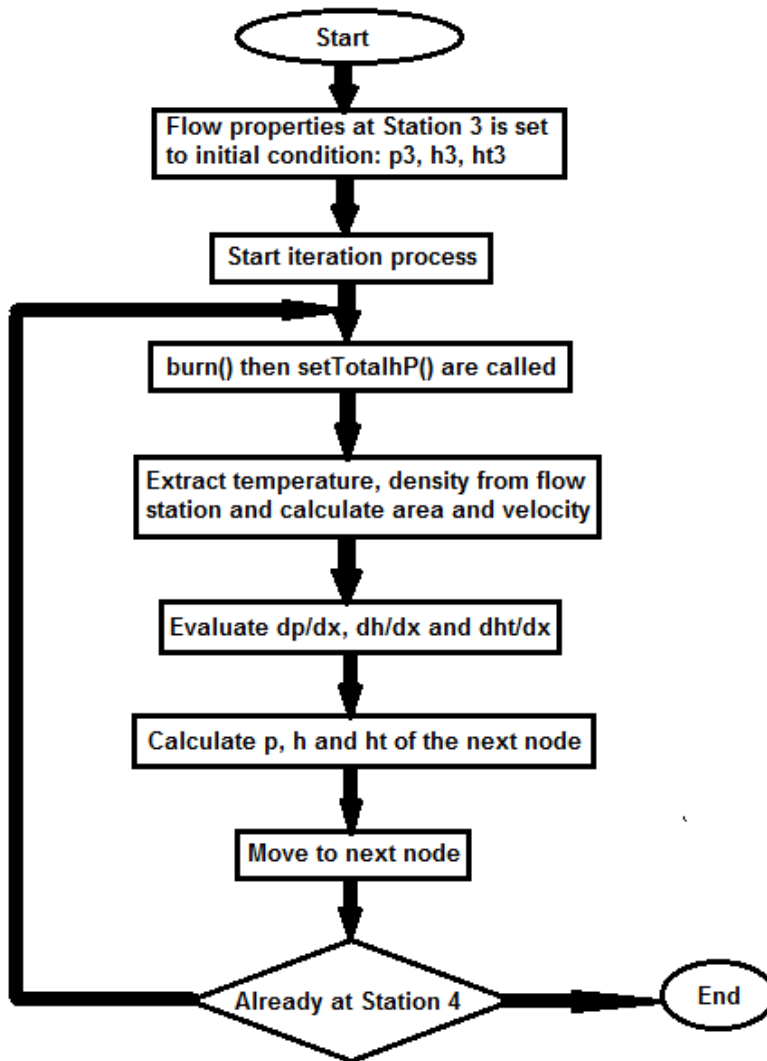 Start
Flow properties at Station 3 is set
to initial condition: p3, h3, ht3
Start iteration process
burn() then setTotalhP() are called
Extract temperature, density from flow
station and calculate area and velocity
Evaluate dp/dx, dh/dx and dht/dx
Calculate p, h and ht of the next node
Move to next node
Already at Station 4
End